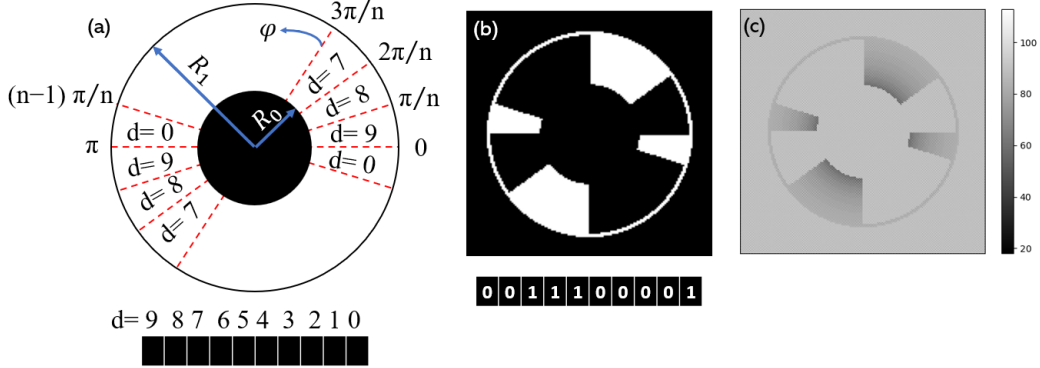 (a)
3π/n
φ
2π/n
π/n
0
(n−1) π/n
π
R₁
R₀
d= 7
d= 8
d= 9
d= 0
d= 0
d= 9
d= 8
d= 7
d= 9 8 7 6 5 4 3 2 1 0
(b)
0 0 1 1 1 0 0 0 0 1
(c)
100
80
60
40
20